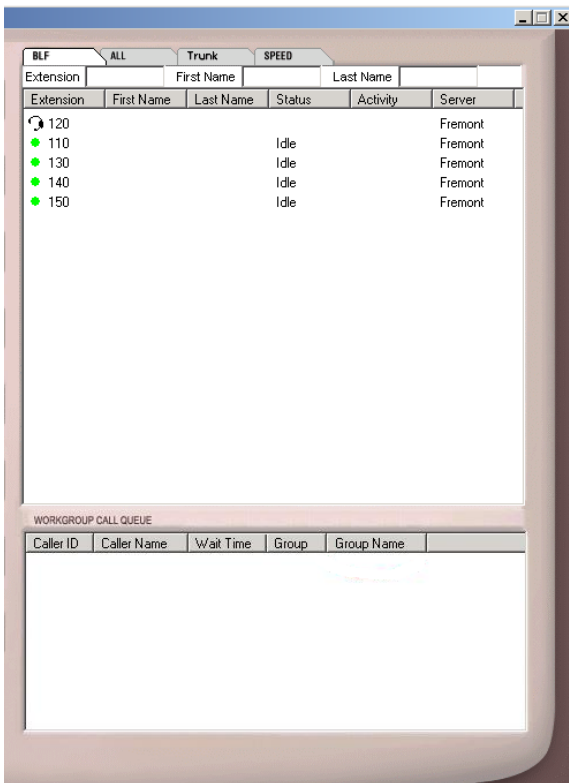 BLF ALL Trunk SPEED
Extension First Name Last Name
Extension First Name Last Name Status Activity Server
120 Fremont
110 Idle Fremont
130 Idle Fremont
140 Idle Fremont
150 Idle Fremont
WORKGROUP CALL QUEUE
Caller ID Caller Name Wait Time Group Group Name